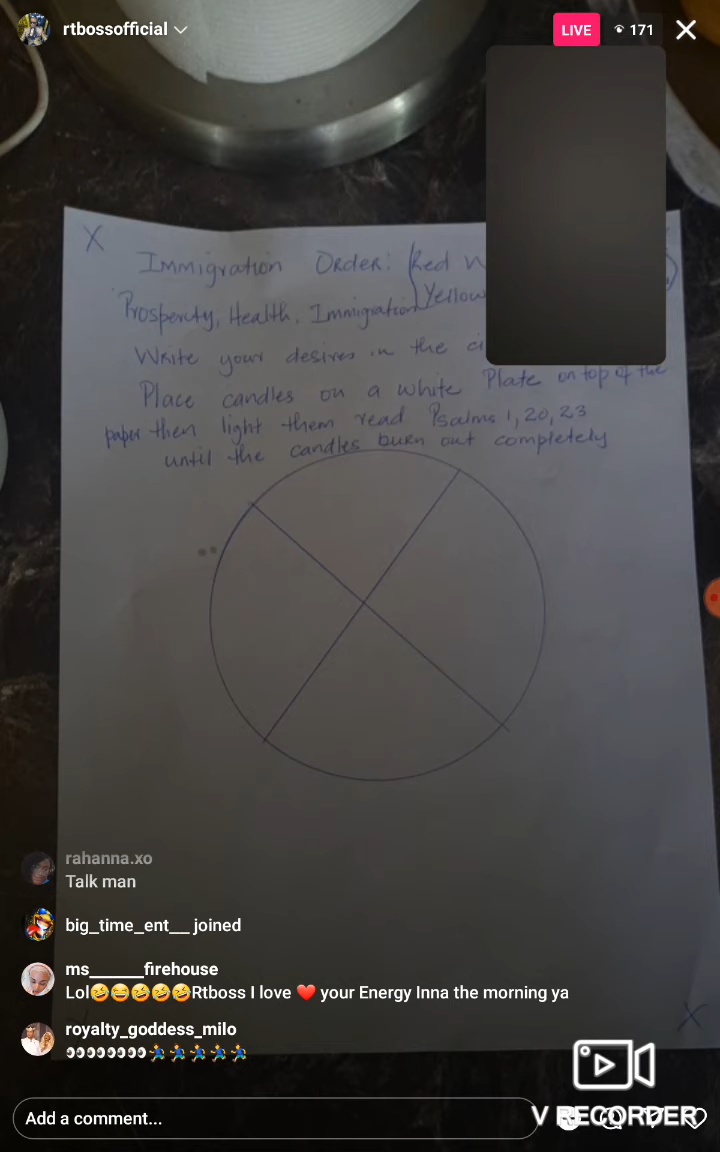 rtbossofficial
LIVE
171
X
Immigration Order: (Red
Prosperity, Health, Immigration (Yellow
Write your desires in the
Place candles on a white Plate on top of the
paper then light them read Psalms 1, 20, 23
until the candles burn out completely
rahanna.xo
Talk man
big_time_ent__ joined
ms______firehouse
Lol🤣😂🤣🤣🤣Rtboss I love ❤️ your Energy Inna the morning ya
royalty_goddess_milo
👀👀👀👀👀👀👀👀🏃‍♂️🏃‍♂️🏃‍♂️🏃‍♂️🏃‍♂️
X
Add a comment...
V RECORDER